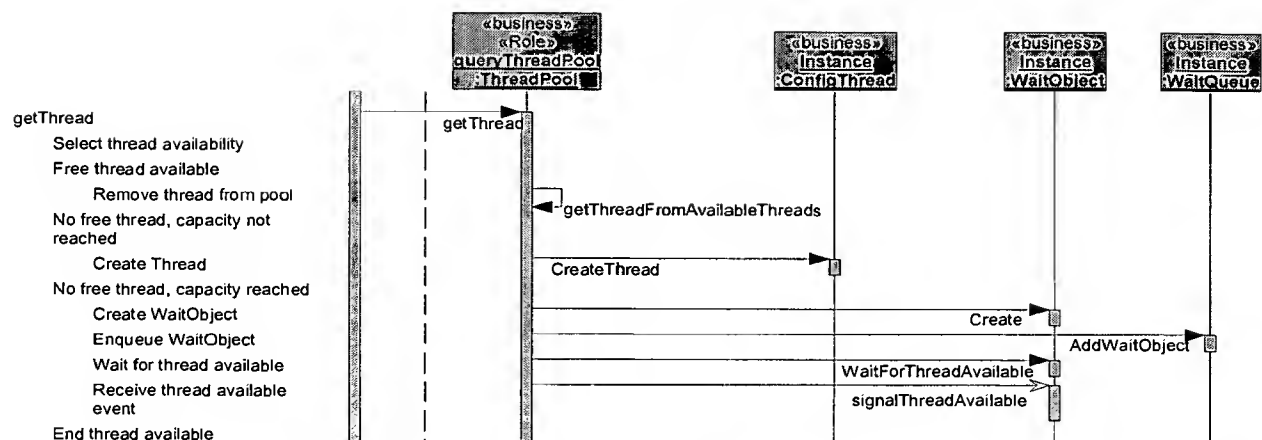 «business»
«Role»
queryThreadPool
:ThreadPool
«business»
Instance
:ConfigThread
«business»
Instance
:WaitObject
«business»
Instance
:WaitQueue
getThread
getThread
Select thread availability
Free thread available
Remove thread from pool
getThreadFromAvailableThreads
No free thread, capacity not
reached
Create Thread
CreateThread
No free thread, capacity reached
Create WaitObject
Create
Enqueue WaitObject
AddWaitObject
Wait for thread available
WaitForThreadAvailable
Receive thread available
event
signalThreadAvailable
End thread available